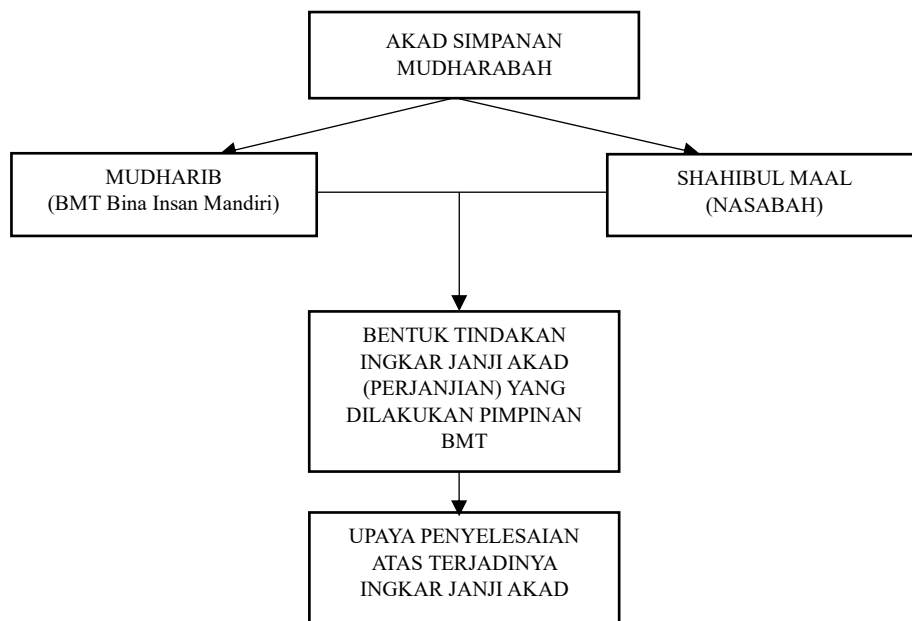 AKAD SIMPANAN
MUDHARABAH
MUDHARIB
(BMT Bina Insan Mandiri)
SHAHIBUL MAAL
(NASABAH)
BENTUK TINDAKAN
INGKAR JANJI AKAD
(PERJANJIAN) YANG
DILAKUKAN PIMPINAN
BMT
UPAYA PENYELESAIAN
ATAS TERJADINYA
INGKAR JANJI AKAD